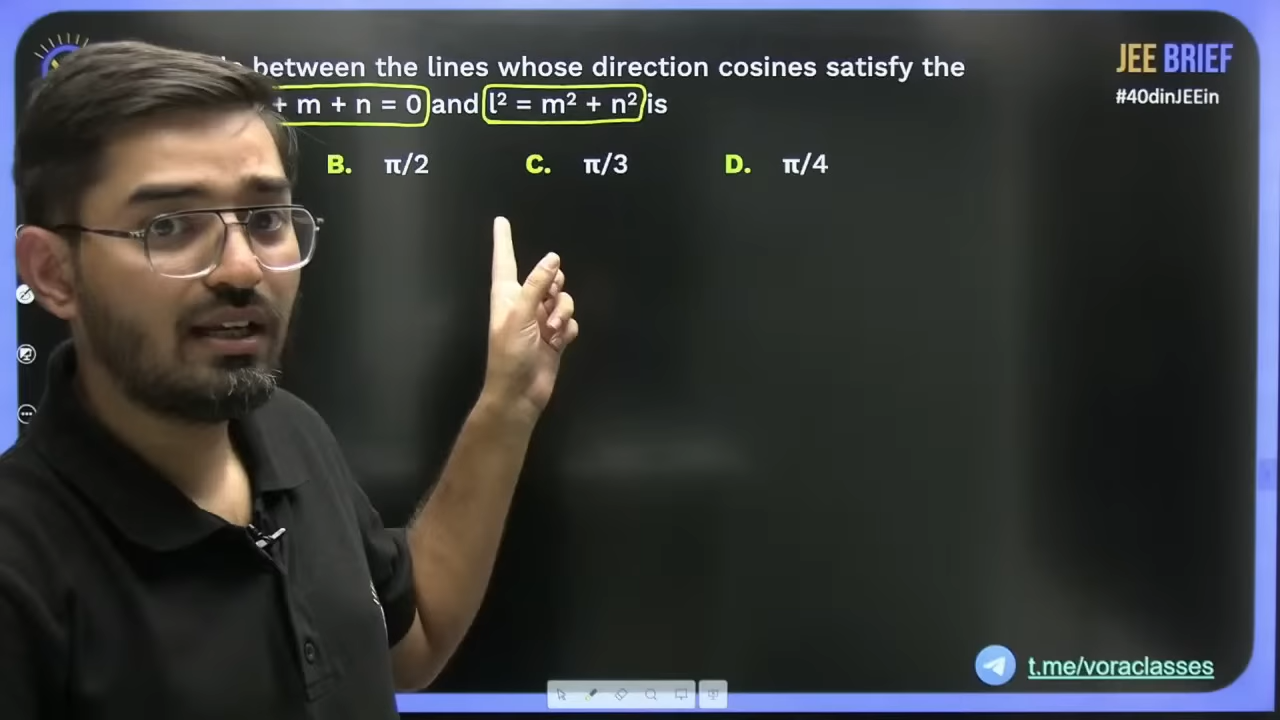 between the lines whose direction cosines satisfy the
+ m + n = 0 and l² = m² + n² is
B. π/2 C. π/3 D. π/4
JEE BRIEF
#40dinJEEin
t.me/voraclasses